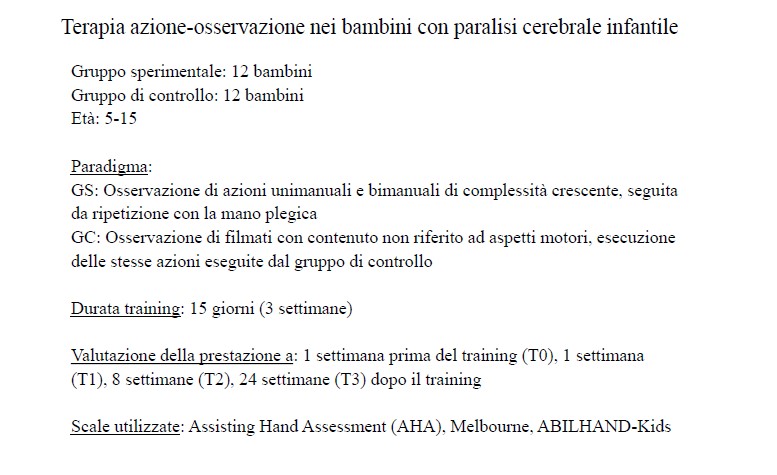 Terapia azione-osservazione nei bambini con paralisi cerebrale infantile
Gruppo sperimentale: 12 bambini
Gruppo di controllo: 12 bambini
Età: 5-15
Paradigma:
GS: Osservazione di azioni unimanuali e bimanuali di complessità crescente, seguita
da ripetizione con la mano plegica
GC: Osservazione di filmati con contenuto non riferito ad aspetti motori, esecuzione
delle stesse azioni eseguite dal gruppo di controllo
Durata training: 15 giorni (3 settimane)
Valutazione della prestazione a: 1 settimana prima del training (T0), 1 settimana
(T1), 8 settimane (T2), 24 settimane (T3) dopo il training
Scale utilizzate: Assisting Hand Assessment (AHA), Melbourne, ABILHAND-Kids